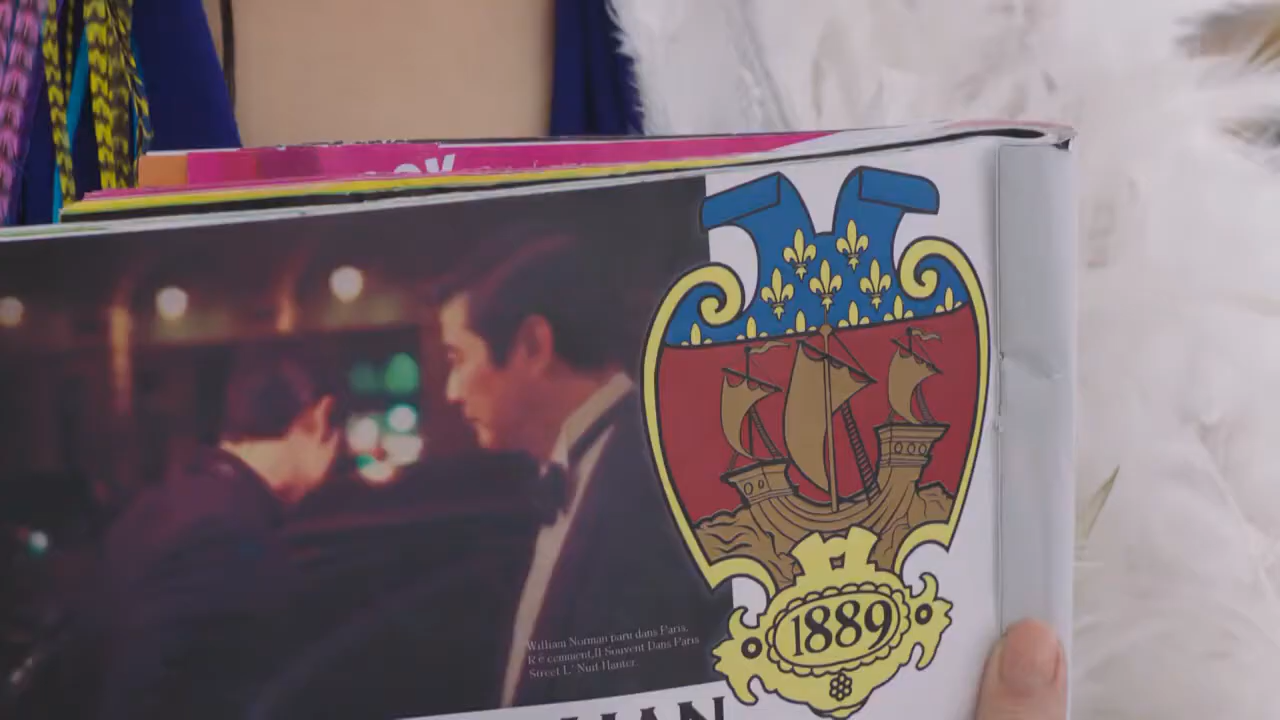 1889
William Norman paru dans Paris.
R é cemment,Il Souvent Dans Paris
Street L' Nuit Hanter.